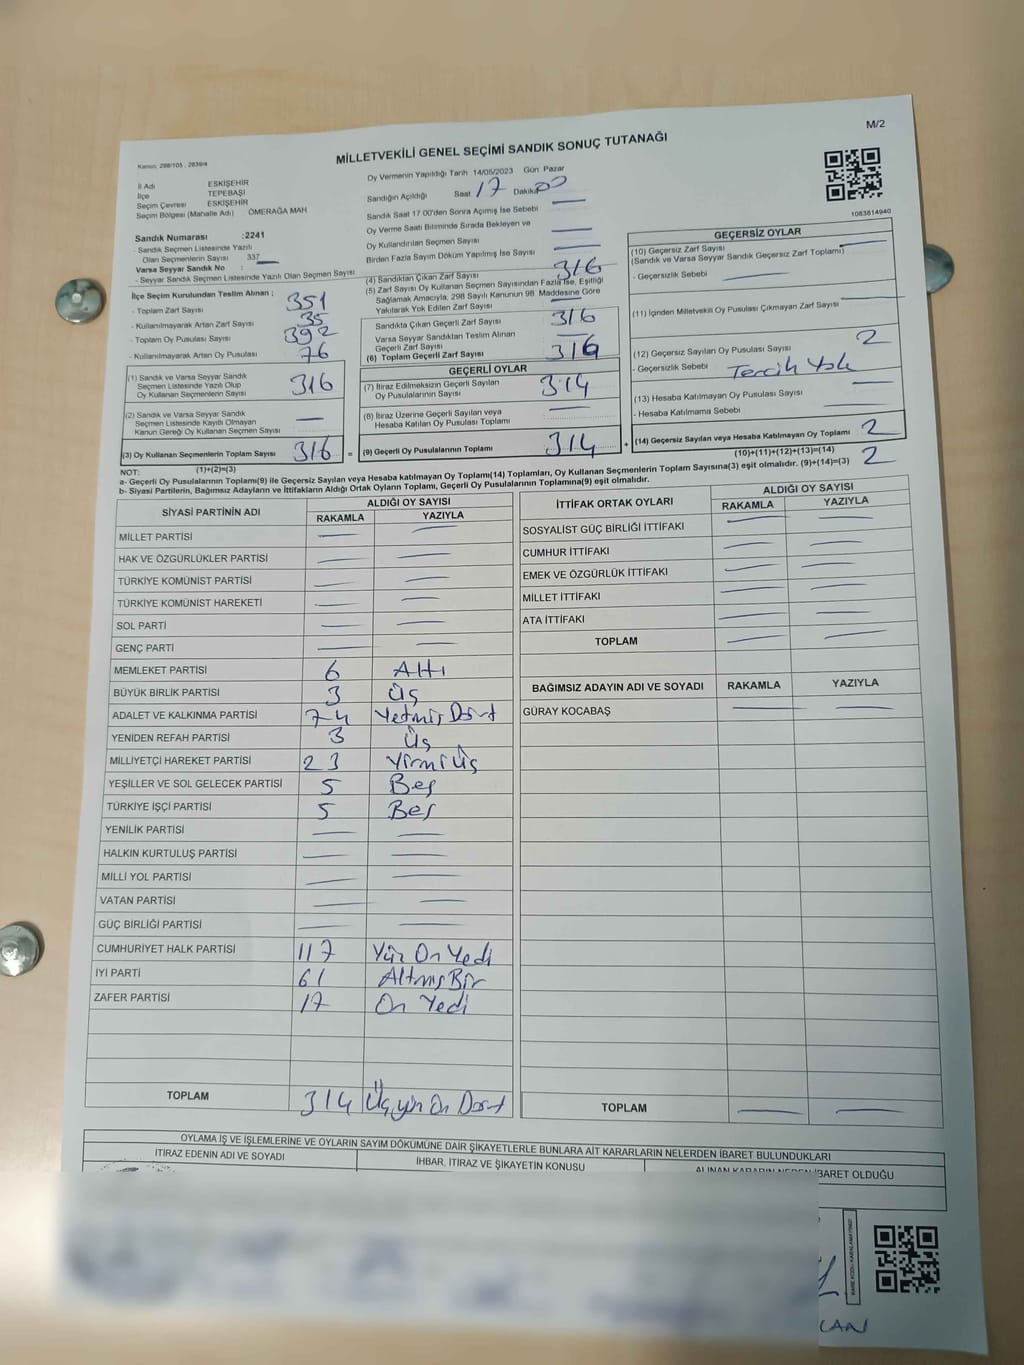 M/2
Kanun: 298/105 , 2839/4
MİLLETVEKİLİ GENEL SEÇİMİ SANDIK SONUÇ TUTANAĞI
İl Adı ESKİŞEHİR
İlçe TEPEBAŞI
Seçim Çevresi ESKİŞEHİR
Seçim Bölgesi (Mahalle Adı) ÖMERAĞA MAH
Sandık Numarası :2241
- Sandık Seçmen Listesinde Yazılı
Olan Seçmenlerin Sayısı 337
Varsa Seyyar Sandık No :
- Seyyar Sandık Seçmen Listesinde Yazılı Olan Seçmen Sayısı
Oy Vermenin Yapıldığı Tarih 14/05/2023 Gün Pazar
Sandığın Açıldığı Saat 17 Dakika 00
Sandık Saat 17.00'den Sonra Açılmış İse Sebebi
Oy Verme Saati Bitiminde Sırada Bekleyen ve
Oy Kullandırılan Seçmen Sayısı
Birden Fazla Sayım Döküm Yapılmış İse Sayısı
1083814940
İlçe Seçim Kurulundan Teslim Alınan ;
- Toplam Zarf Sayısı 351
- Kullanılmayarak Artan Zarf Sayısı 35
- Toplam Oy Pusulası Sayısı 392
- Kullanılmayarak Artan Oy Pusulası 76
(1) Sandık ve Varsa Seyyar Sandık
Seçmen Listesinde Yazılı Olup
Oy Kullanan Seçmenlerin Sayısı 316
(2) Sandık ve Varsa Seyyar Sandık
Seçmen Listesinde Kayıtlı Olmayan
Kanun Gereği Oy Kullanan Seçmen Sayısı
(3) Oy Kullanan Seçmenlerin Toplam Sayısı 316 =
(1)+(2)=(3)
(4) Sandıktan Çıkan Zarf Sayısı 316
(5) Zarf Sayısı Oy Kullanan Seçmen Sayısından Fazla İse, Eşitliği
Sağlamak Amacıyla, 298 Sayılı Kanunun 98. Maddesine Göre
Yakılarak Yok Edilen Zarf Sayısı
Sandıkta Çıkan Geçerli Zarf Sayısı 316
Varsa Seyyar Sandıktan Teslim Alınan
Geçerli Zarf Sayısı
(6) Toplam Geçerli Zarf Sayısı 316
GEÇERLİ OYLAR
(7) İtiraz Edilmeksizin Geçerli Sayılan
Oy Pusulalarının Sayısı 314
(8) İtiraz Üzerine Geçerli Sayılan veya
Hesaba Katılan Oy Pusulası Toplamı
(9) Geçerli Oy Pusulalarının Toplamı 314 +
GEÇERSİZ OYLAR
(10) Geçersiz Zarf Sayısı
(Sandık ve Varsa Seyyar Sandık Geçersiz Zarf Toplamı)
- Geçersizlik Sebebi
(11) İçinden Milletvekili Oy Pusulası Çıkmayan Zarf Sayısı
(12) Geçersiz Sayılan Oy Pusulası Sayısı 2
- Geçersizlik Sebebi Tercih Yok
(13) Hesaba Katılmayan Oy Pusulası Sayısı
- Hesaba Katılmama Sebebi
(14) Geçersiz Sayılan veya Hesaba Katılmayan Oy Toplamı 2
(10)+(11)+(12)+(13)=(14)
NOT:
a- Geçerli Oy Pusulalarının Toplamı(9) ile Geçersiz Sayılan veya Hesaba katılmayan Oy Toplamı(14) Toplamları, Oy Kullanan Seçmenlerin Toplam Sayısına(3) eşit olmalıdır. (9)+(14)=(3) 2
b- Siyasi Partilerin, Bağımsız Adayların ve İttifakların Aldığı Ortak Oyların Toplamı, Geçerli Oy Pusulalarının Toplamına(9) eşit olmalıdır.
SİYASİ PARTİNİN ADI ALDIĞI OY SAYISI
RAKAMLA YAZIYLA
MİLLET PARTİSİ
HAK VE ÖZGÜRLÜKLER PARTİSİ
TÜRKİYE KOMÜNİST PARTİSİ
TÜRKİYE KOMÜNİST HAREKETİ
SOL PARTİ
GENÇ PARTİ
MEMLEKET PARTİSİ 6 Altı
BÜYÜK BİRLİK PARTİSİ 3 Üç
ADALET VE KALKINMA PARTİSİ 74 Yetmiş Dört
YENİDEN REFAH PARTİSİ 3 Üç
MİLLİYETÇİ HAREKET PARTİSİ 23 Yirmi Üç
YEŞİLLER VE SOL GELECEK PARTİSİ 5 Beş
TÜRKİYE İŞÇİ PARTİSİ 5 Beş
YENİLİK PARTİSİ
HALKIN KURTULUŞ PARTİSİ
MİLLİ YOL PARTİSİ
VATAN PARTİSİ
GÜÇ BİRLİĞİ PARTİSİ
CUMHURİYET HALK PARTİSİ 117 Yüz On Yedi
İYİ PARTİ 61 Altmış Bir
ZAFER PARTİSİ 17 On Yedi
TOPLAM 314 Üçyüz On Dört
İTTİFAK ORTAK OYLARI ALDIĞI OY SAYISI
RAKAMLA YAZIYLA
SOSYALİST GÜÇ BİRLİĞİ İTTİFAKI
CUMHUR İTTİFAKI
EMEK VE ÖZGÜRLÜK İTTİFAKI
MİLLET İTTİFAKI
ATA İTTİFAKI
TOPLAM
BAĞIMSIZ ADAYIN ADI VE SOYADI RAKAMLA YAZIYLA
GÜRAY KOCABAŞ
TOPLAM
OYLAMA İŞ VE İŞLEMLERİNE VE OYLARIN SAYIM DÖKÜMÜNE DAİR ŞİKAYETLERLE BUNLARA AİT KARARLARIN NELERDEN İBARET BULUNDUKLARI
İTİRAZ EDENİN ADI VE SOYADI İHBAR, İTİRAZ VE ŞİKAYETİN KONUSU ALINAN KARARIN NEDEN İBARET OLDUĞU